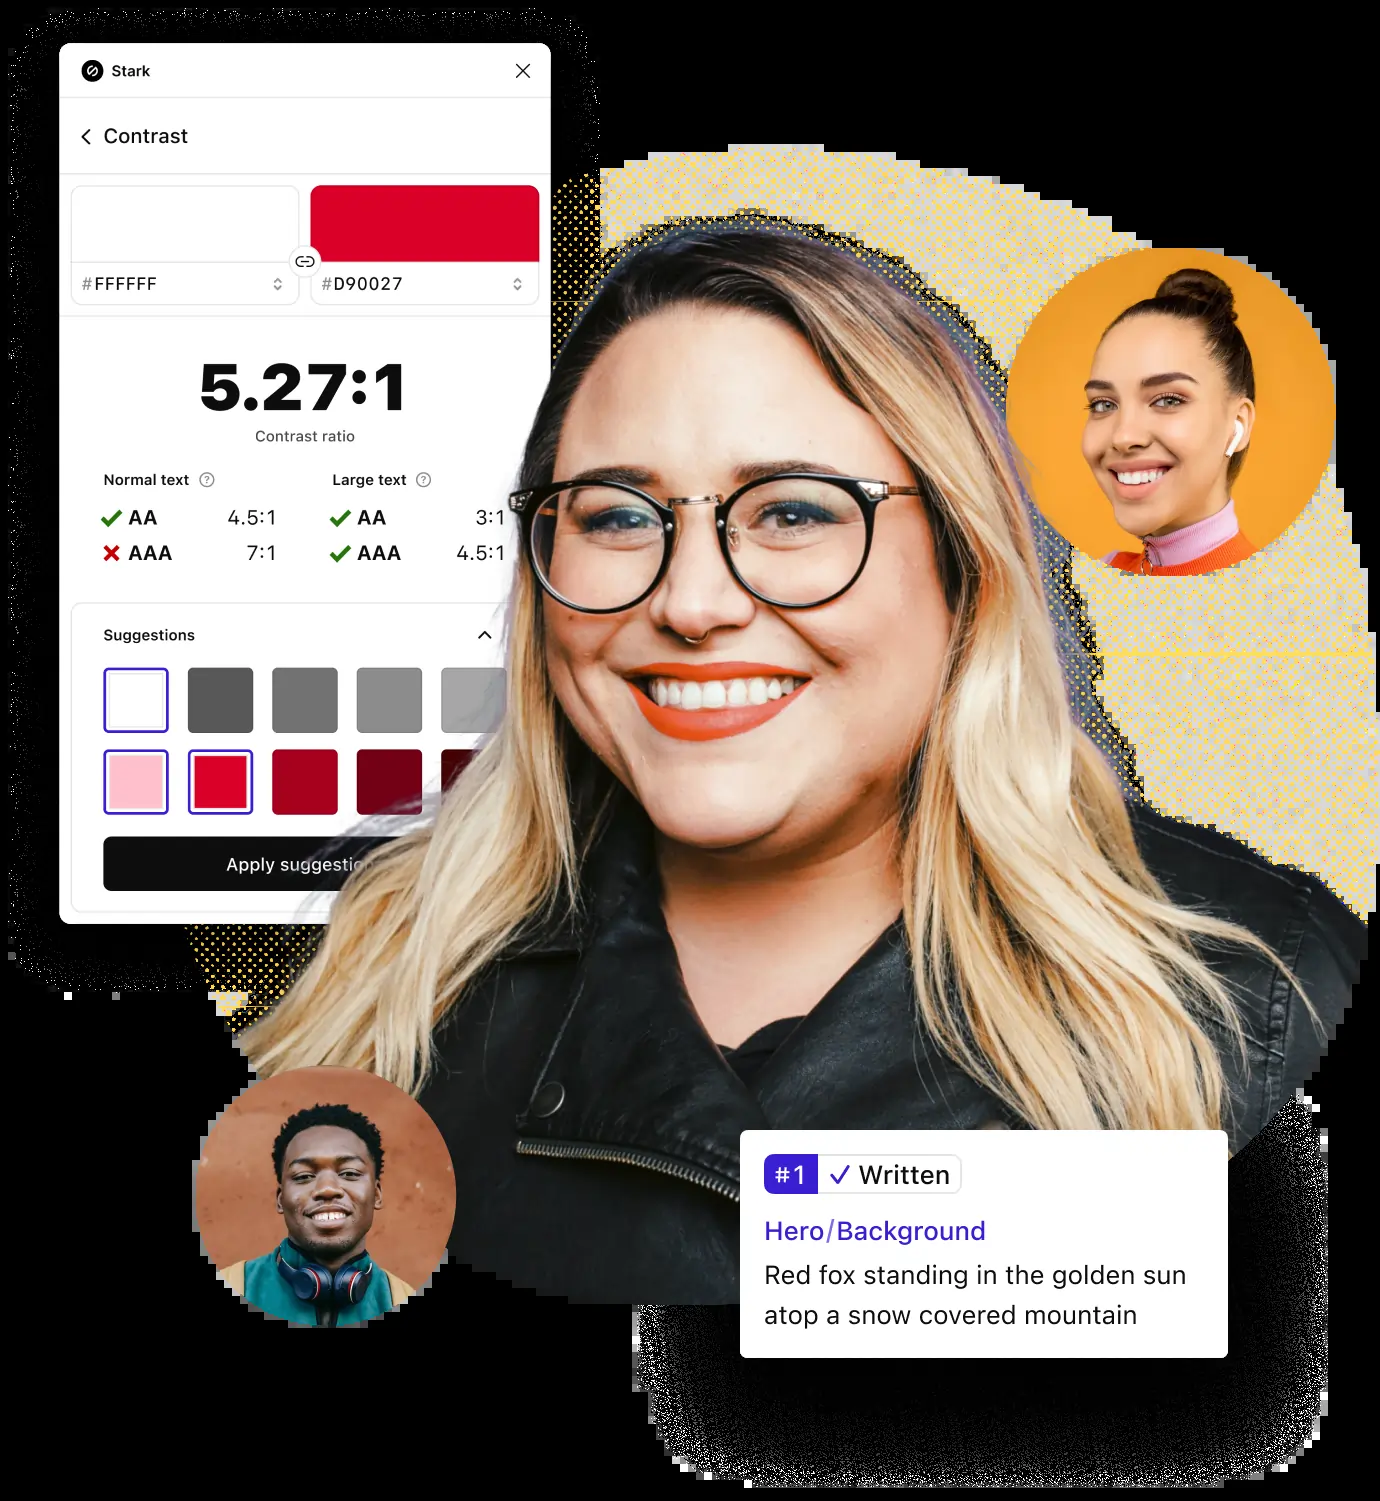 Stark
Contrast
#FFFFFF
#D90027
5.27:1
Contrast ratio
Normal text ?
Large text ?
AA 4.5:1
AA 3:1
AAA 7:1
AAA 4.5:1
Suggestions
Apply
#1 Written
Hero/Background
Red fox standing in the golden sun
atop a snow covered mountain